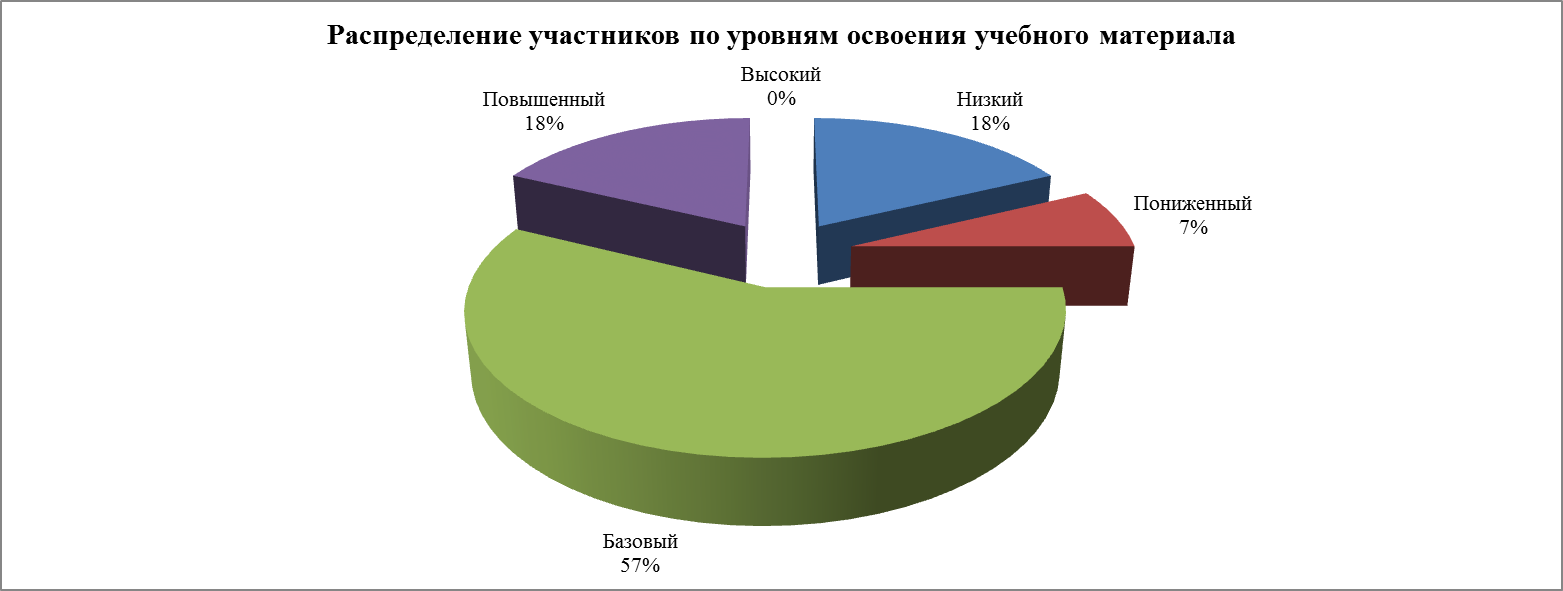 Распределение участников по уровням освоения учебного материала
Высокий
0%
Повышенный
18%
Низкий
18%
Пониженный
7%
Базовый
57%